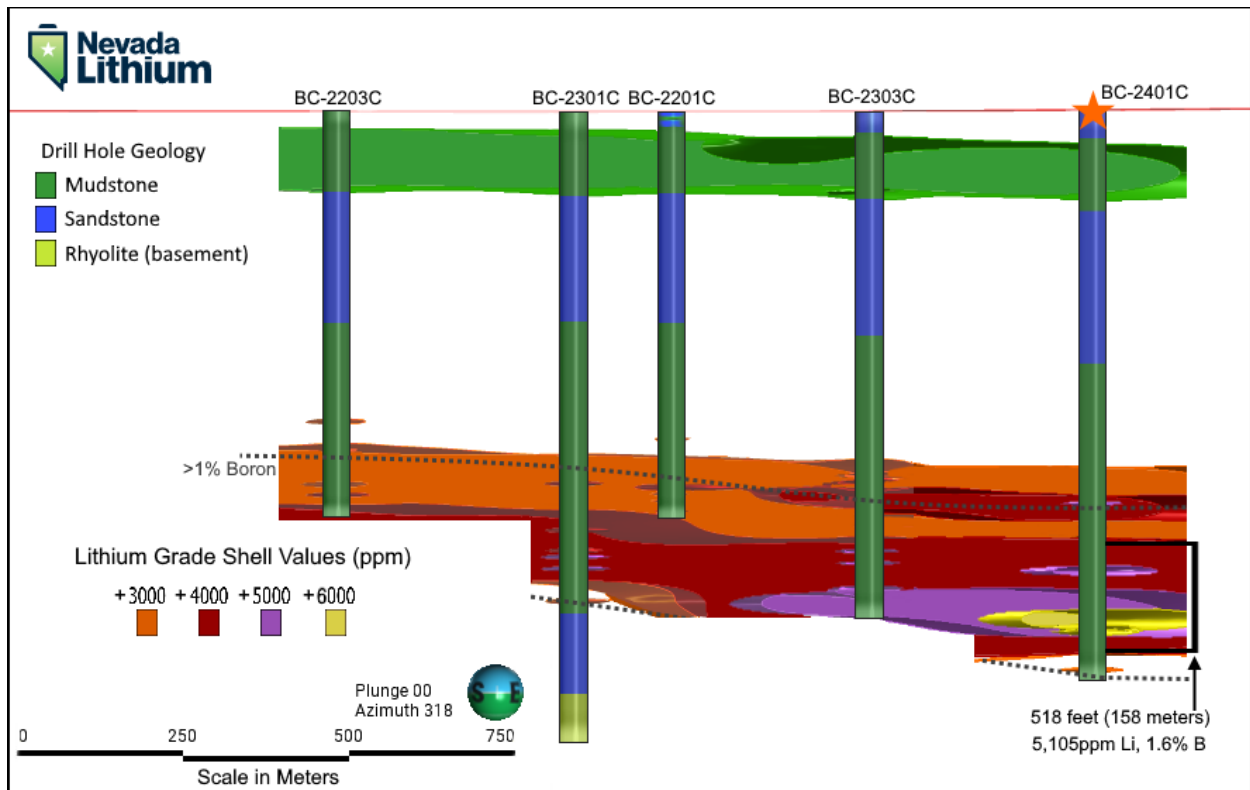 Nevada
Lithium
BC-2203C
BC-2301C
BC-2201C
BC-2303C
BC-2401C
Drill Hole Geology
Mudstone
Sandstone
Rhyolite (basement)
>1% Boron
Lithium Grade Shell Values (ppm)
+3000 +4000 +5000 +6000
Plunge 00
Azimuth 318
S E
0 250 500 750
Scale in Meters
518 feet (158 meters)
5,105ppm Li, 1.6% B